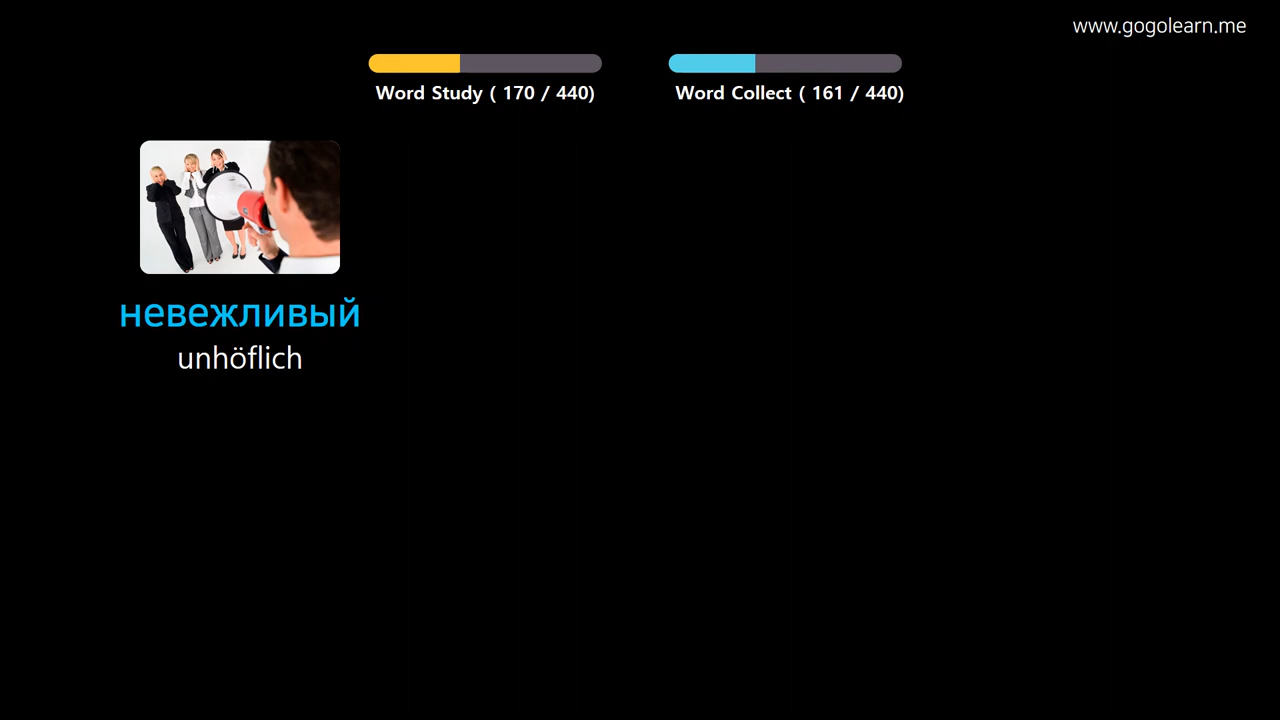 www.gogolearn.me
Word Study ( 170 / 440)
Word Collect ( 161 / 440)
невежливый
unhöflich